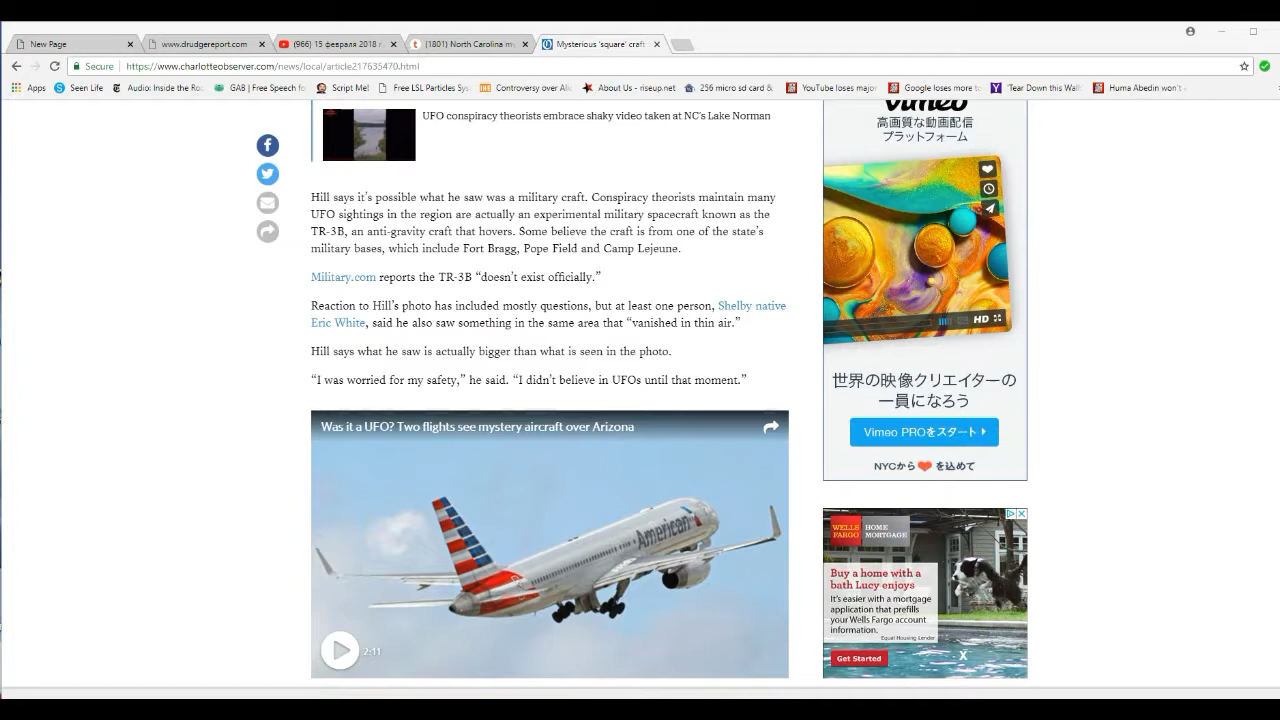 New Page
www.drudgereport.com
(966) 15 февраля 2018 г.
(1801) North Carolina my
Mysterious 'square' craft
Secure
https://www.charlotteobserver.com/news/local/article217635470.html
Apps
Seen Life
Audio: Inside the Ro
GAB | Free Speech fo
Script Me!
Free LSL Particles Sys
Controversy over Ali
About Us - riseup.net
256 micro sd card &
YouTube loses major
Google loses more to
'Tear Down this Wall
Huma Abedin won't
UFO conspiracy theorists embrace shaky video taken at NC's Lake Norman
Hill says it's possible what he saw was a military craft. Conspiracy theorists maintain many
UFO sightings in the region are actually an experimental military spacecraft known as the
TR-3B, an anti-gravity craft that hovers. Some believe the craft is from one of the state's
military bases, which include Fort Bragg, Pope Field and Camp Lejeune.
Military.com reports the TR-3B “doesn't exist officially.”
Reaction to Hill's photo has included mostly questions, but at least one person, Shelby native
Eric White, said he also saw something in the same area that “vanished in thin air.”
Hill says what he saw is actually bigger than what is seen in the photo.
“I was worried for my safety,” he said. “I didn't believe in UFOs until that moment.”
Was it a UFO? Two flights see mystery aircraft over Arizona
American
2:11
vimeo
高画質な動画配信
プラットフォーム
HD
世界の映像クリエイターの
一員になろう
Vimeo PROをスタート
NYCから を込めて
WELLS
FARGO
HOME
MORTGAGE
Buy a home with a
bath Lucy enjoys
It's easier with a mortgage
application that prefills
your Wells Fargo account
information.
Equal Housing Lender
Get Started